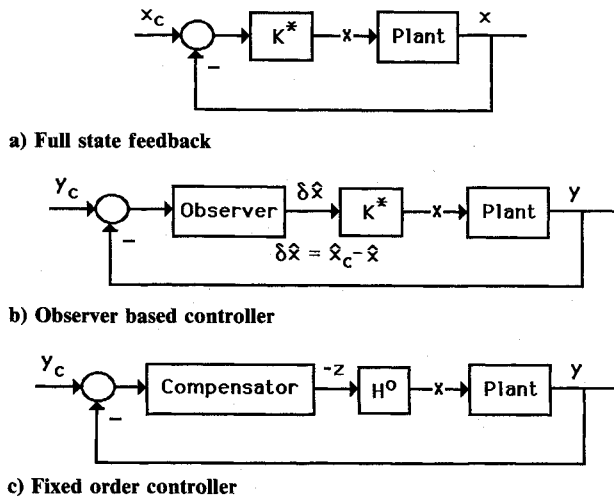 x_c K* x Plant x
−
a) Full state feedback
y_c Observer δx̂ K* x Plant y
− δx̂ = x̂_c - x̂
b) Observer based controller
y_c Compensator -z H° x Plant y
−
c) Fixed order controller